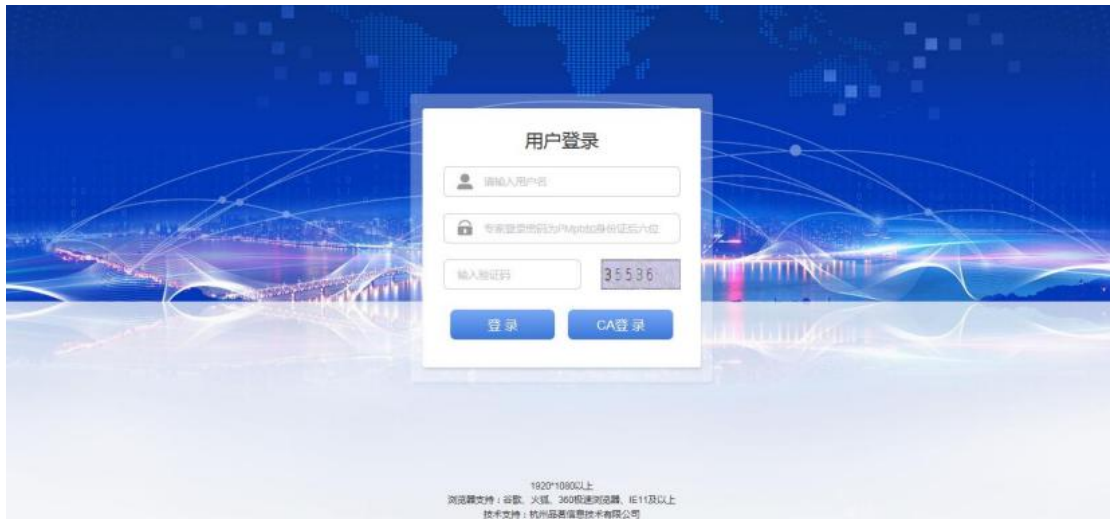 用户登录
请输入用户名
专家登录密码为PMptb加身份证后六位
输入验证码
35536
登 录
CA登 录
1920*1080以上
浏览器支持：谷歌、火狐、360极速浏览器、IE11及以上
技术支持：杭州品茗信息技术有限公司